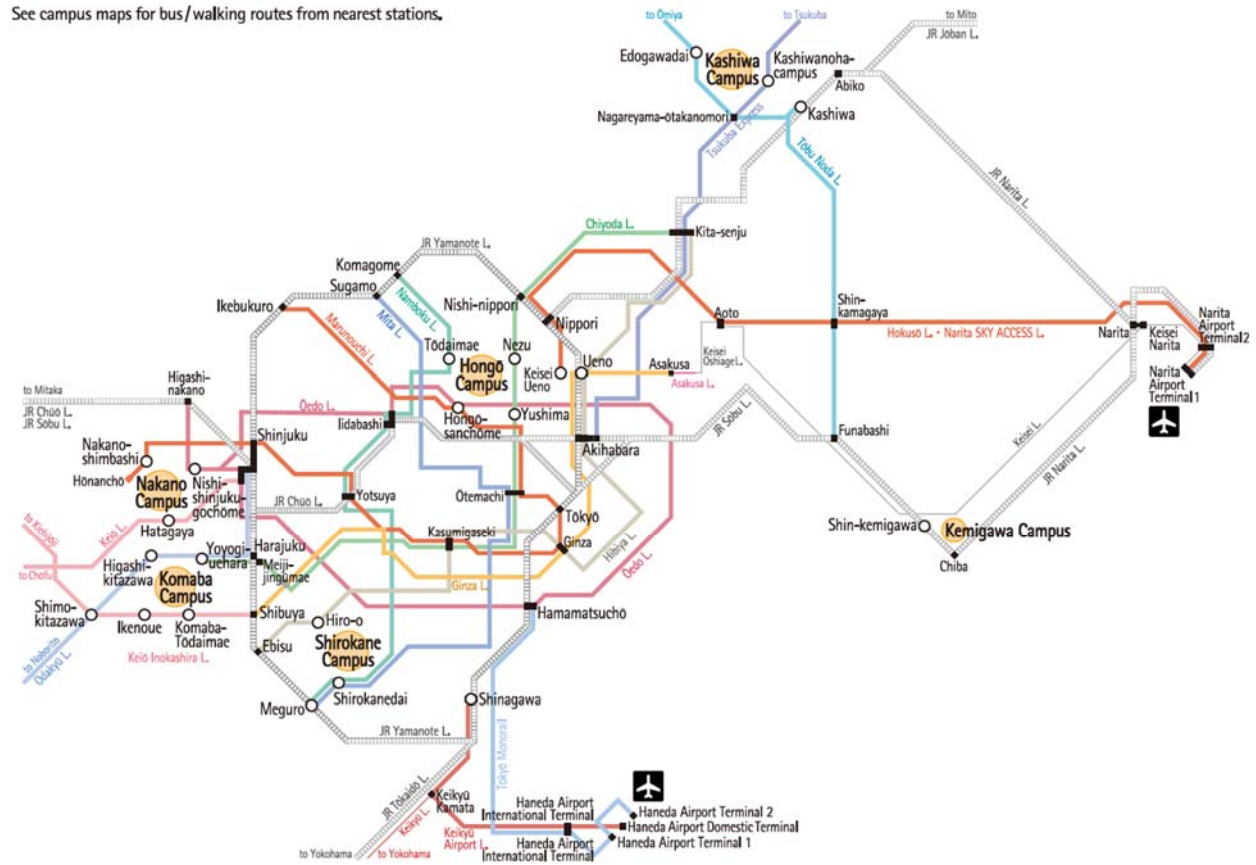 See campus maps for bus/walking routes from nearest stations.
to Ōmiya
to Tsukuba
to Mito
JR Joban L.
Edogawadai
Kashiwa
Campus
Kashiwanoha-
campus
Abiko
Nagareyama-ōtakanomori
Kashiwa
Tsukuba Express
Tōbu Noda L.
JR Narita L.
Chiyoda L.
Kita-senju
JR Yamanote L.
Komagome
Sugamo
Namboku L.
Ikebukuro
Nishi-nippori
Marunouchi L.
Mita L.
Nippori
Aoto
Shin-
kamagaya
Hokusō L. • Narita SKY ACCESS L.
Narita
Keisei
Narita
Narita
Airport
Terminal2
Narita
Airport
Terminal 1
Tōdaimae
Nezu
Hongō
Campus
Keisei
Ueno
Ueno
Asakusa
Asakusa L.
Keisei
Oshiage L.
to Mitaka
JR Chūō L.
JR Sōbu L.
Higashi-
nakano
Ōedo L.
Iidabashi
Hongō-
sanchōme
Yushima
JR Sōbu L.
Akihabara
Funabashi
Keisei L.
JR Narita L.
Nakano-
shimbashi
Shinjuku
Hōnanchō
Nakano
Campus
Nishi-
shinjuku-
gochōme
JR Chūō L.
Yotsuya
Ōtemachi
Tōkyō
Hatagaya
Keiō L.
to Kichijōji
to Chōfu
Kasumigaseki
Ginza
Hibiya L.
Ōedo L.
Shin-kemigawa
Kemigawa Campus
Chiba
Higashi-
kitazawa
Yoyogi-
uehara
Harajuku
Meiji-
jingūmae
Komaba
Campus
Ginza L.
Shimo-
kitazawa
Ikenoue
Komaba-
Tōdaimae
Shibuya
Hamamatsuchō
to Noborito
Odakyū L.
Keiō Inokashira L.
Ebisu
Hiro-o
Shirokane
Campus
Meguro
Shirokanedai
Shinagawa
JR Yamanote L.
Tōkyō Monorail
JR Tōkaidō L.
Keikyū L.
Keikyū
Kamata
Keikyū
Airport L.
to Yokohama
to Yokohama
Haneda Airport
International Terminal
Haneda Airport
International Terminal
Haneda Airport Terminal 2
Haneda Airport Domestic Terminal
Haneda Airport Terminal 1